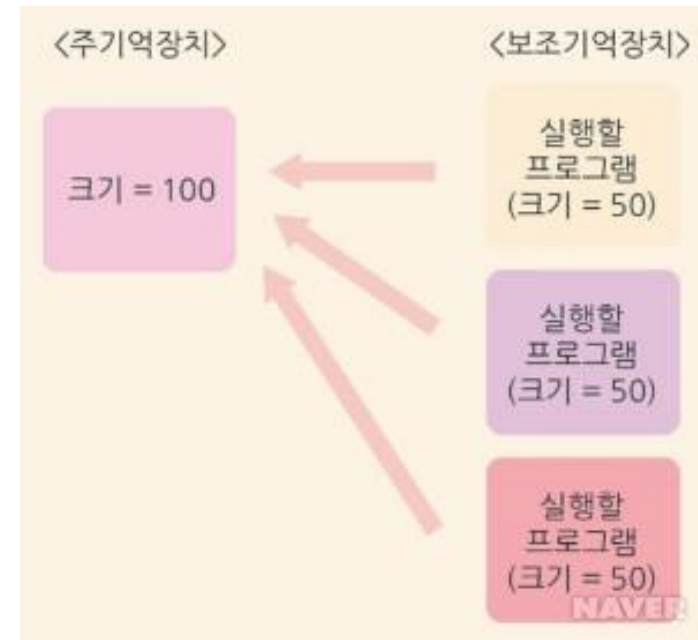 <주기억장치>
<보조기억장치>
크기 = 100
실행할
프로그램
(크기 = 50)
실행할
프로그램
(크기 = 50)
실행할
프로그램
(크기 = 50)
NAVER